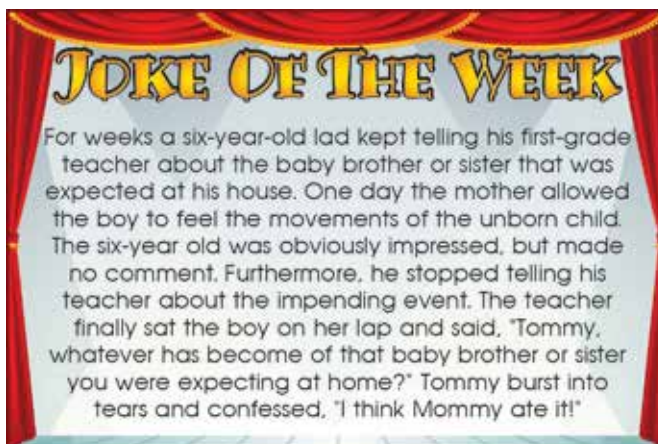 JOKE OF THE WEEK
For weeks a six-year-old lad kept telling his first-grade
teacher about the baby brother or sister that was
expected at his house. One day the mother allowed
the boy to feel the movements of the unborn child.
The six-year old was obviously impressed, but made
no comment. Furthermore, he stopped telling his
teacher about the impending event. The teacher
finally sat the boy on her lap and said, "Tommy,
whatever has become of that baby brother or sister
you were expecting at home?" Tommy burst into
tears and confessed, "I think Mommy ate it!"